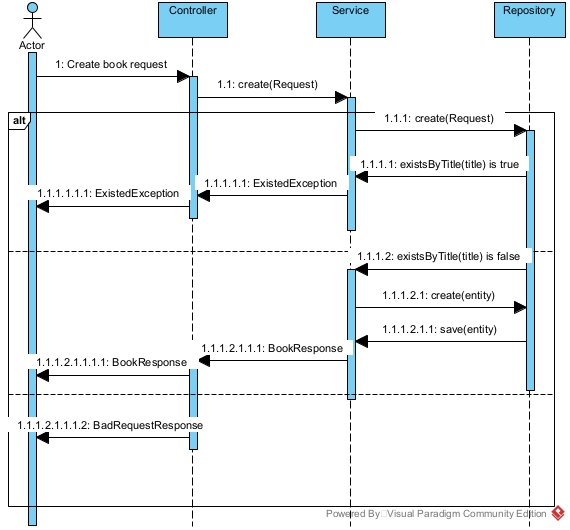 Controller
Service
Repository
Actor
1: Create book request
1.1: create(Request)
alt
1.1.1: create(Request)
1.1.1.1: existsByTitle(title) is true
1.1.1.1.1: ExistedException
1.1.1.1.1.1: ExistedException
1.1.1.2: existsByTitle(title) is false
1.1.1.2.1: create(entity)
1.1.1.2.1.1: save(entity)
1.1.1.2.1.1.1: BookResponse
1.1.1.2.1.1.1.1: BookResponse
1.1.1.2.1.1.1.2: BadRequestResponse
Powered By Visual Paradigm Community Edition